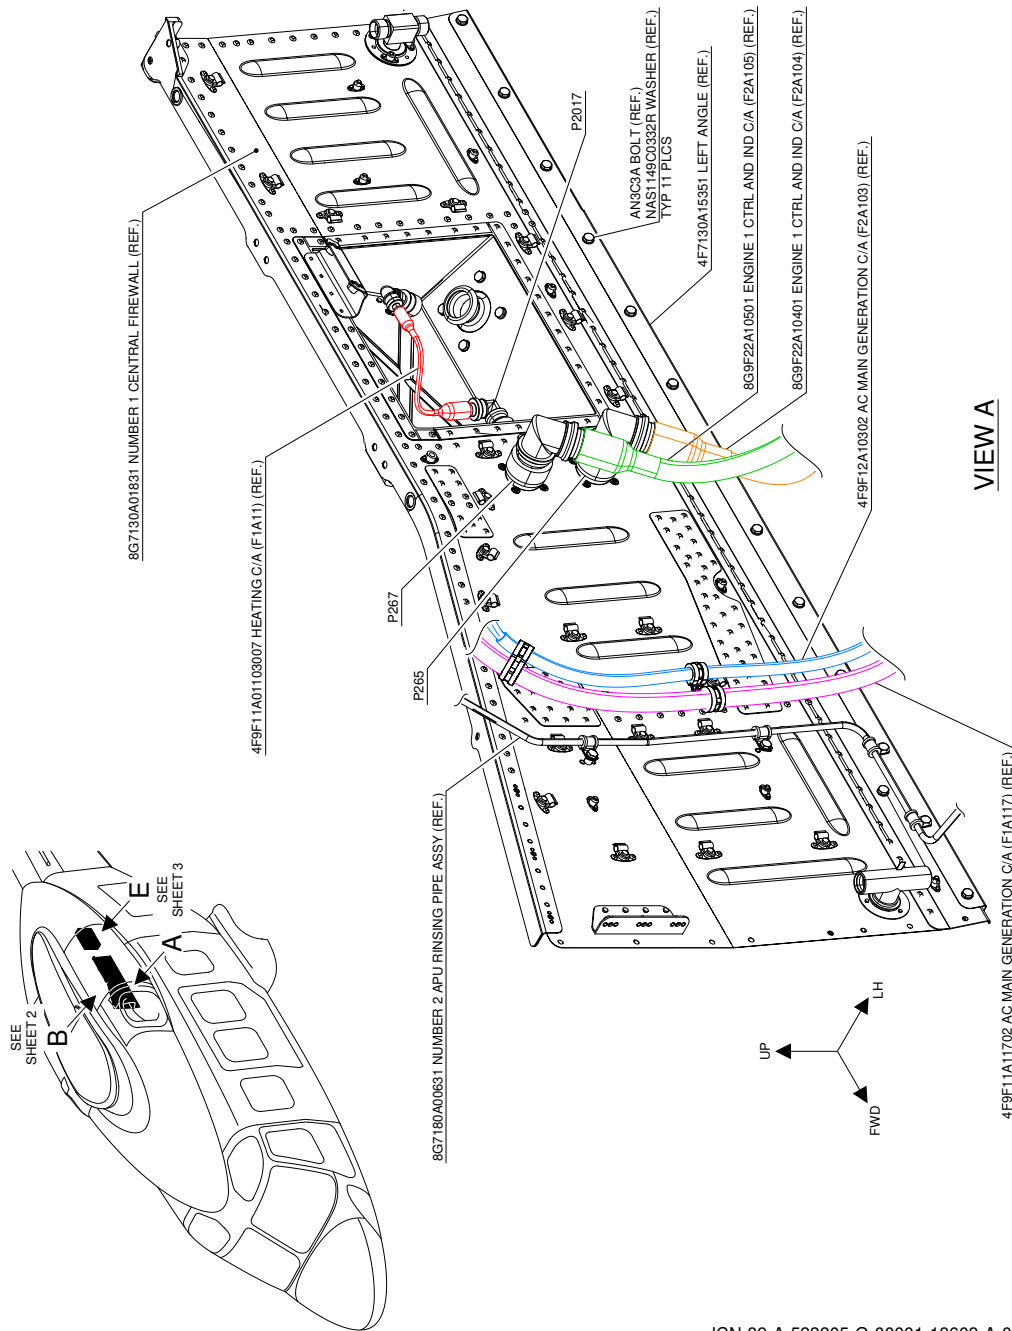 8G7130A01831 NUMBER 1 CENTRAL FIREWALL (REF.)
4F9F11A01103007 HEATING C/A (F1A11) (REF.)
P267
P265
8G7180A00631 NUMBER 2 APU RINSING PIPE ASSY (REF.)
P2017
AN3C3A BOLT (REF.)
NAS1149C0332R WASHER (REF.)
TYP 11 PLCS
4F7130A15351 LEFT ANGLE (REF.)
8G9F22A10501 ENGINE 1 CTRL AND IND C/A (F2A105) (REF.)
8G9F22A10401 ENGINE 1 CTRL AND IND C/A (F2A104) (REF.)
4F9F12A10302 AC MAIN GENERATION C/A (F2A103) (REF.)
4F9F11A11702 AC MAIN GENERATION C/A (F1A117) (REF.)
SEE
SHEET 2
B
A
E
SEE
SHEET 3
UP
LH
FWD
VIEW A